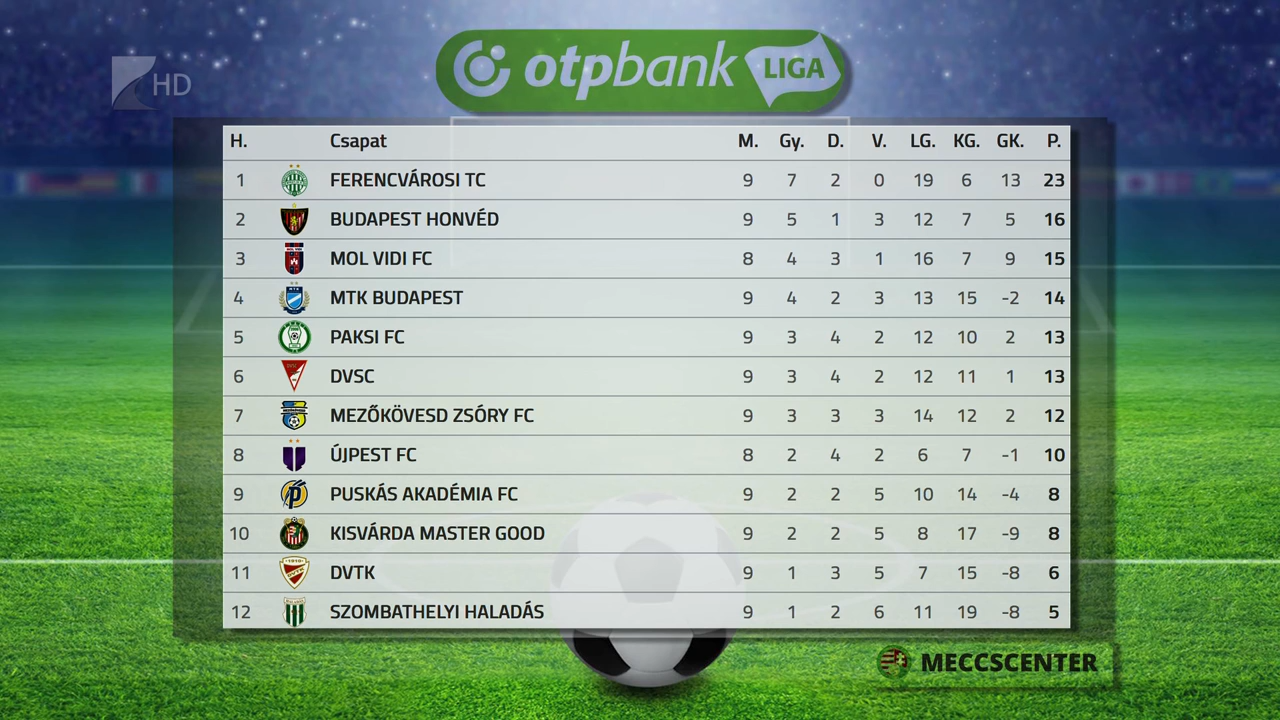 HD
otpbank LIGA
H. Csapat M. Gy. D. V. LG. KG. GK. P.
1 FERENCVÁROSI TC 9 7 2 0 19 6 13 23
2 BUDAPEST HONVÉD 9 5 1 3 12 7 5 16
3 MOL VIDI FC 8 4 3 1 16 7 9 15
4 MTK BUDAPEST 9 4 2 3 13 15 -2 14
5 PAKSI FC 9 3 4 2 12 10 2 13
6 DVSC 9 3 4 2 12 11 1 13
7 MEZŐKÖVESD ZSÓRY FC 9 3 3 3 14 12 2 12
8 ÚJPEST FC 8 2 4 2 6 7 -1 10
9 PUSKÁS AKADÉMIA FC 9 2 2 5 10 14 -4 8
10 KISVÁRDA MASTER GOOD 9 2 2 5 8 17 -9 8
11 DVTK 9 1 3 5 7 15 -8 6
12 SZOMBATHELYI HALADÁS 9 1 2 6 11 19 -8 5
MECCSCENTER